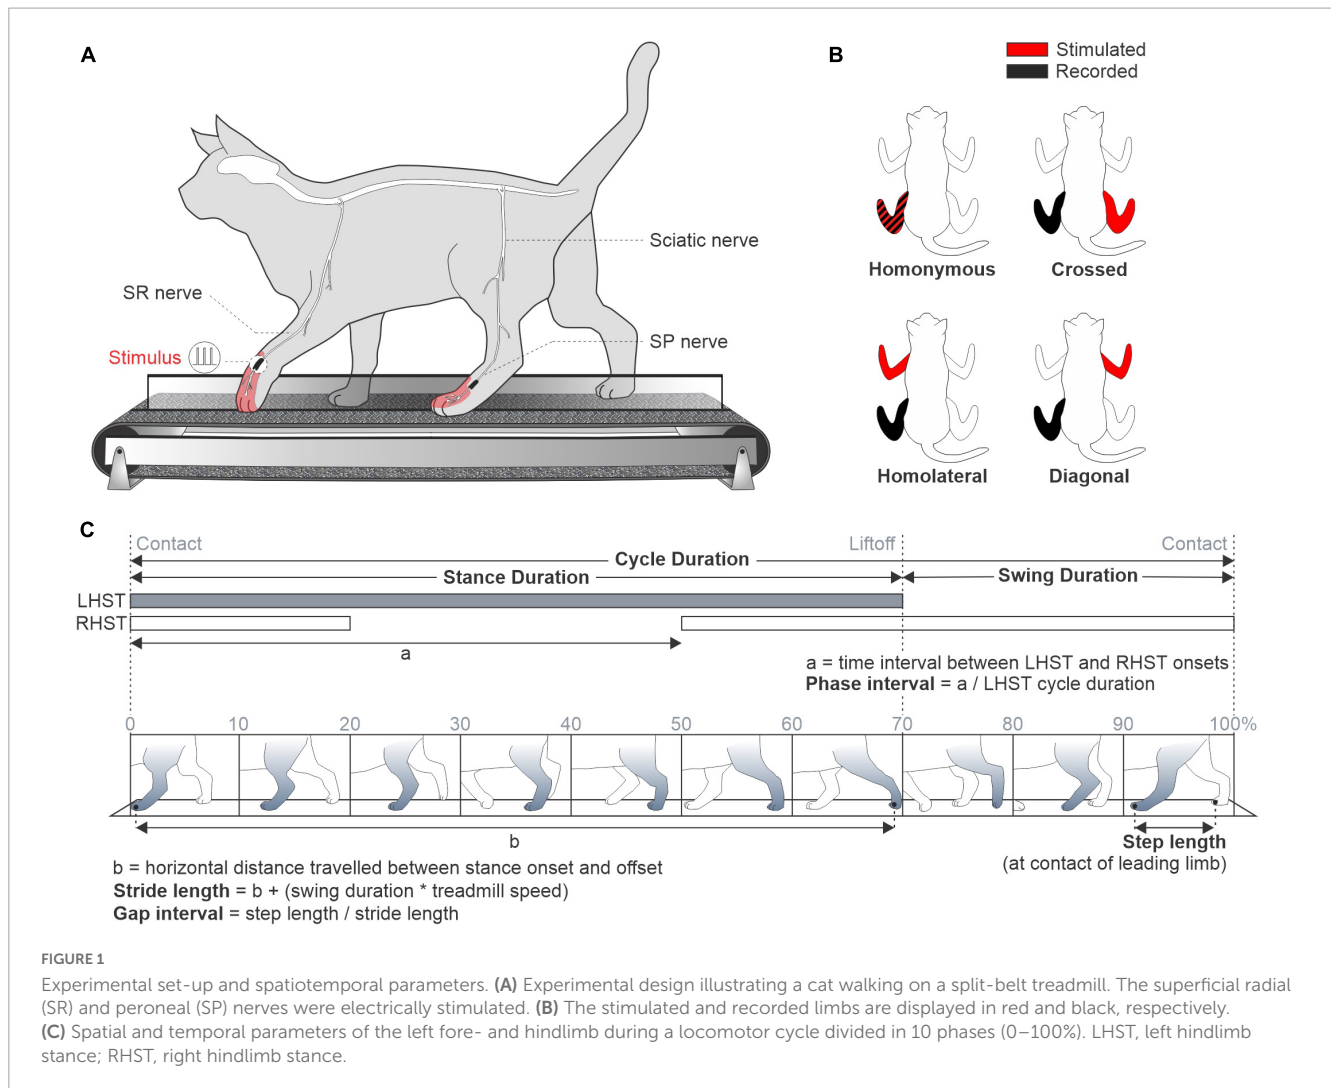 A
Sciatic nerve
SR nerve
SP nerve
Stimulus
B
Stimulated
Recorded
Homonymous
Crossed
Homolateral
Diagonal
C
Contact
Liftoff
Contact
Cycle Duration
Stance Duration
Swing Duration
LHST
RHST
a
a = time interval between LHST and RHST onsets
Phase interval = a / LHST cycle duration
0 10 20 30 40 50 60 70 80 90 100%
b
Step length
(at contact of leading limb)
b = horizontal distance travelled between stance onset and offset
Stride length = b + (swing duration * treadmill speed)
Gap interval = step length / stride length
FIGURE 1
Experimental set-up and spatiotemporal parameters. (A) Experimental design illustrating a cat walking on a split-belt treadmill. The superficial radial
(SR) and peroneal (SP) nerves were electrically stimulated. (B) The stimulated and recorded limbs are displayed in red and black, respectively.
(C) Spatial and temporal parameters of the left fore- and hindlimb during a locomotor cycle divided in 10 phases (0–100%). LHST, left hindlimb
stance; RHST, right hindlimb stance.